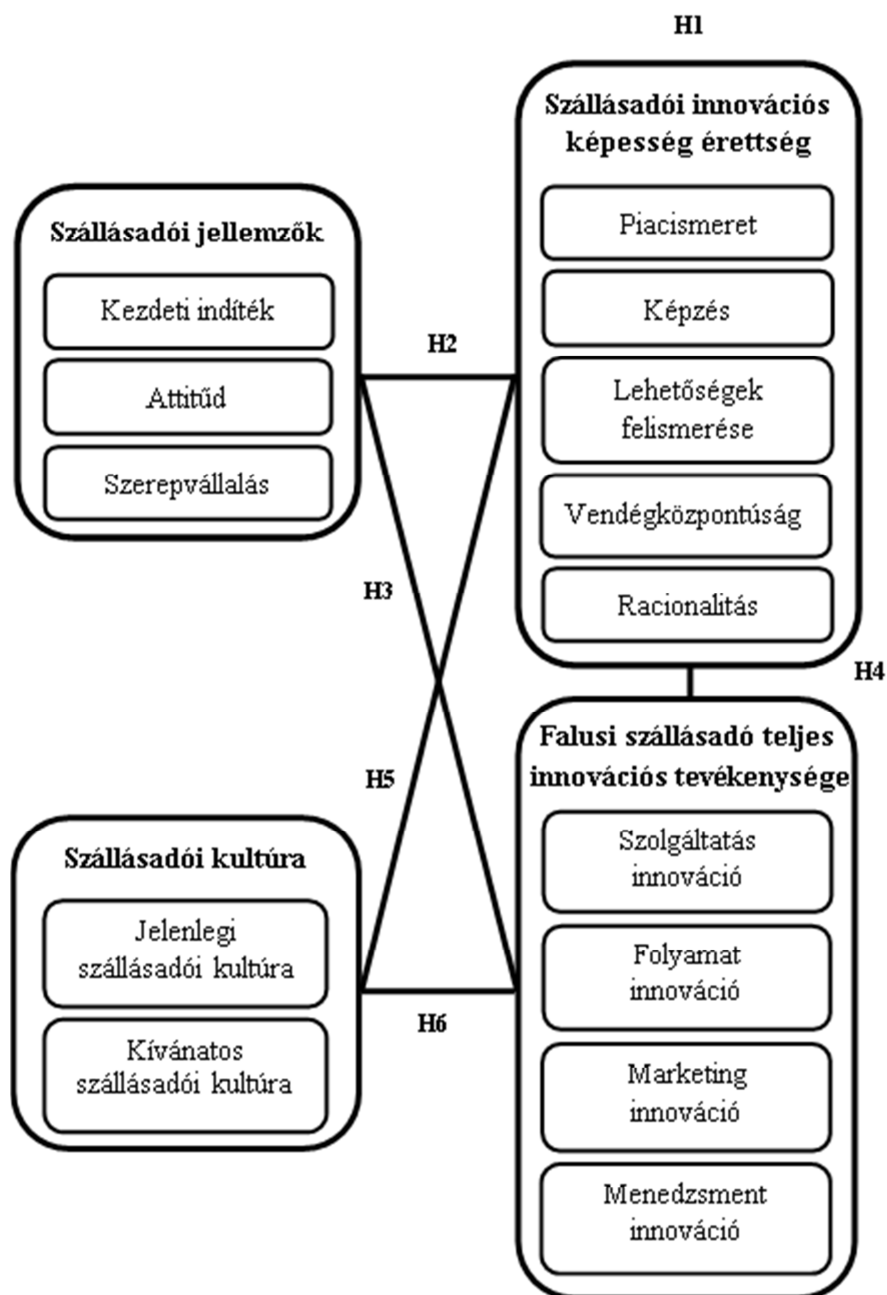 H1
Szállásadói innovációs
képesség érettség
Piacismeret
Képzés
Lehetőségek
felismerése
Vendégközpontúság
Racionalitás
Szállásadói jellemzők
Kezdeti indíték
Attitűd
Szerepvállalás
H2
H3
H4
H5
H6
Szállásadói kultúra
Jelenlegi
szállásadói kultúra
Kívánatos
szállásadói kultúra
Falusi szállásadó teljes
innovációs tevékenysége
Szolgáltatás
innováció
Folyamat
innováció
Marketing
innováció
Menedzsment
innováció